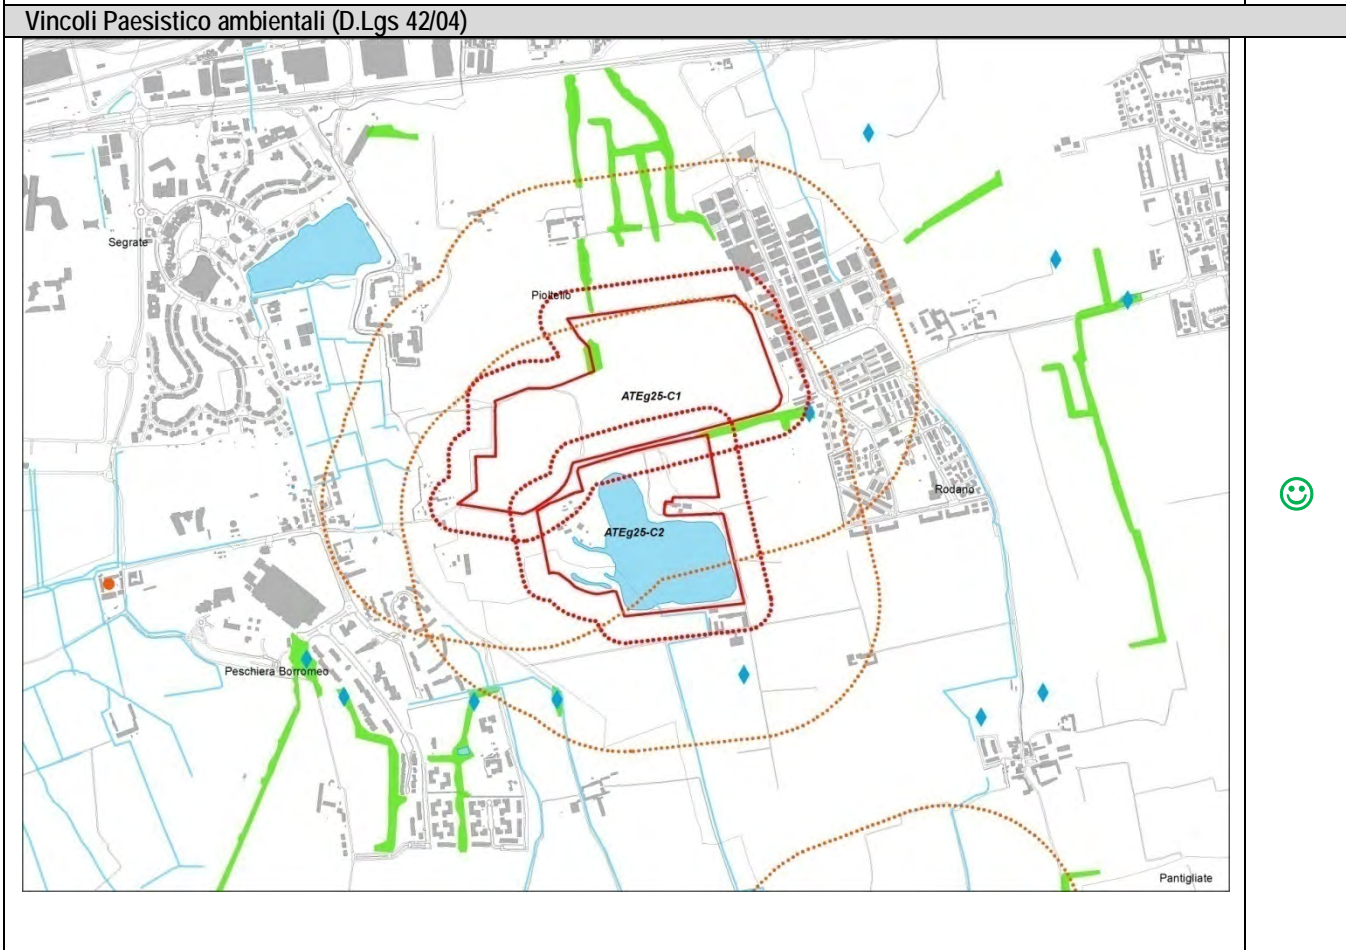 Vincoli Paesistico ambientali (D.Lgs 42/04)
Segrate
Pioltello
ATEg25-C1
Rodano
ATEg25-C2
Peschiera Borromeo
Pantigliate